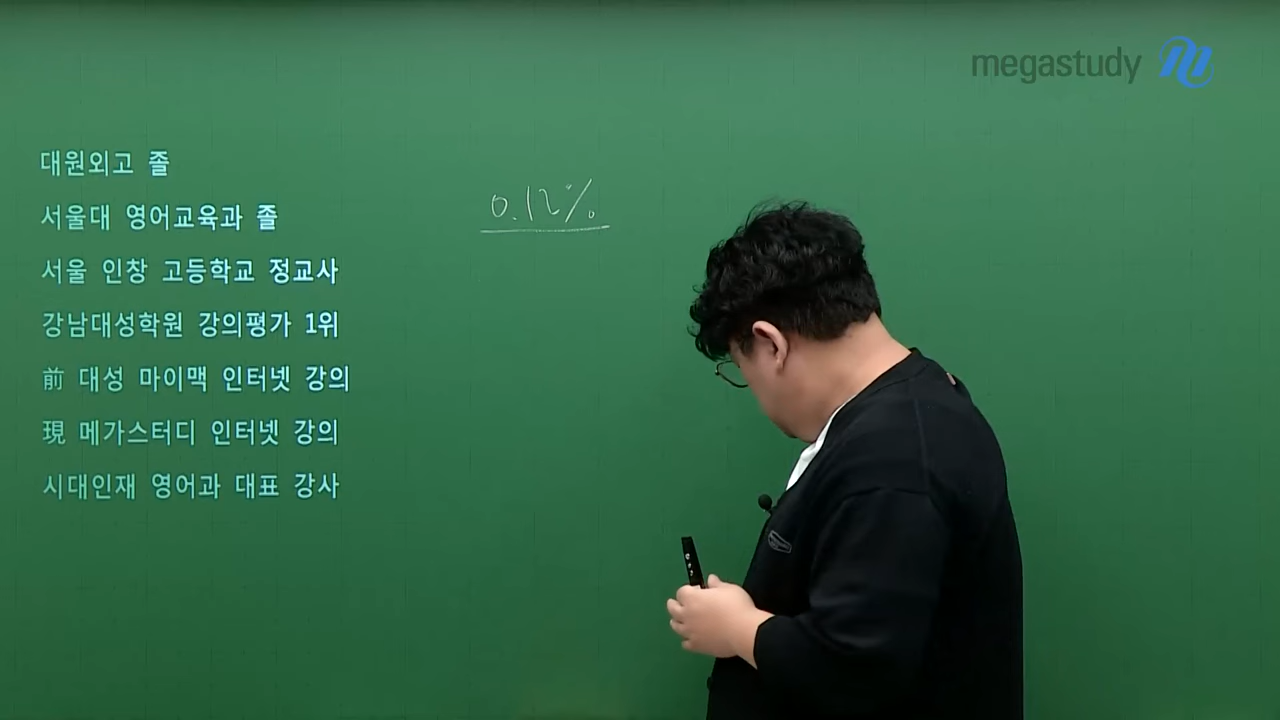 megastudy
대원외고 졸
서울대 영어교육과 졸
0.12%
서울 인창 고등학교 정교사
강남대성학원 강의평가 1위
前 대성 마이맥 인터넷 강의
現 메가스터디 인터넷 강의
시대인재 영어과 대표 강사